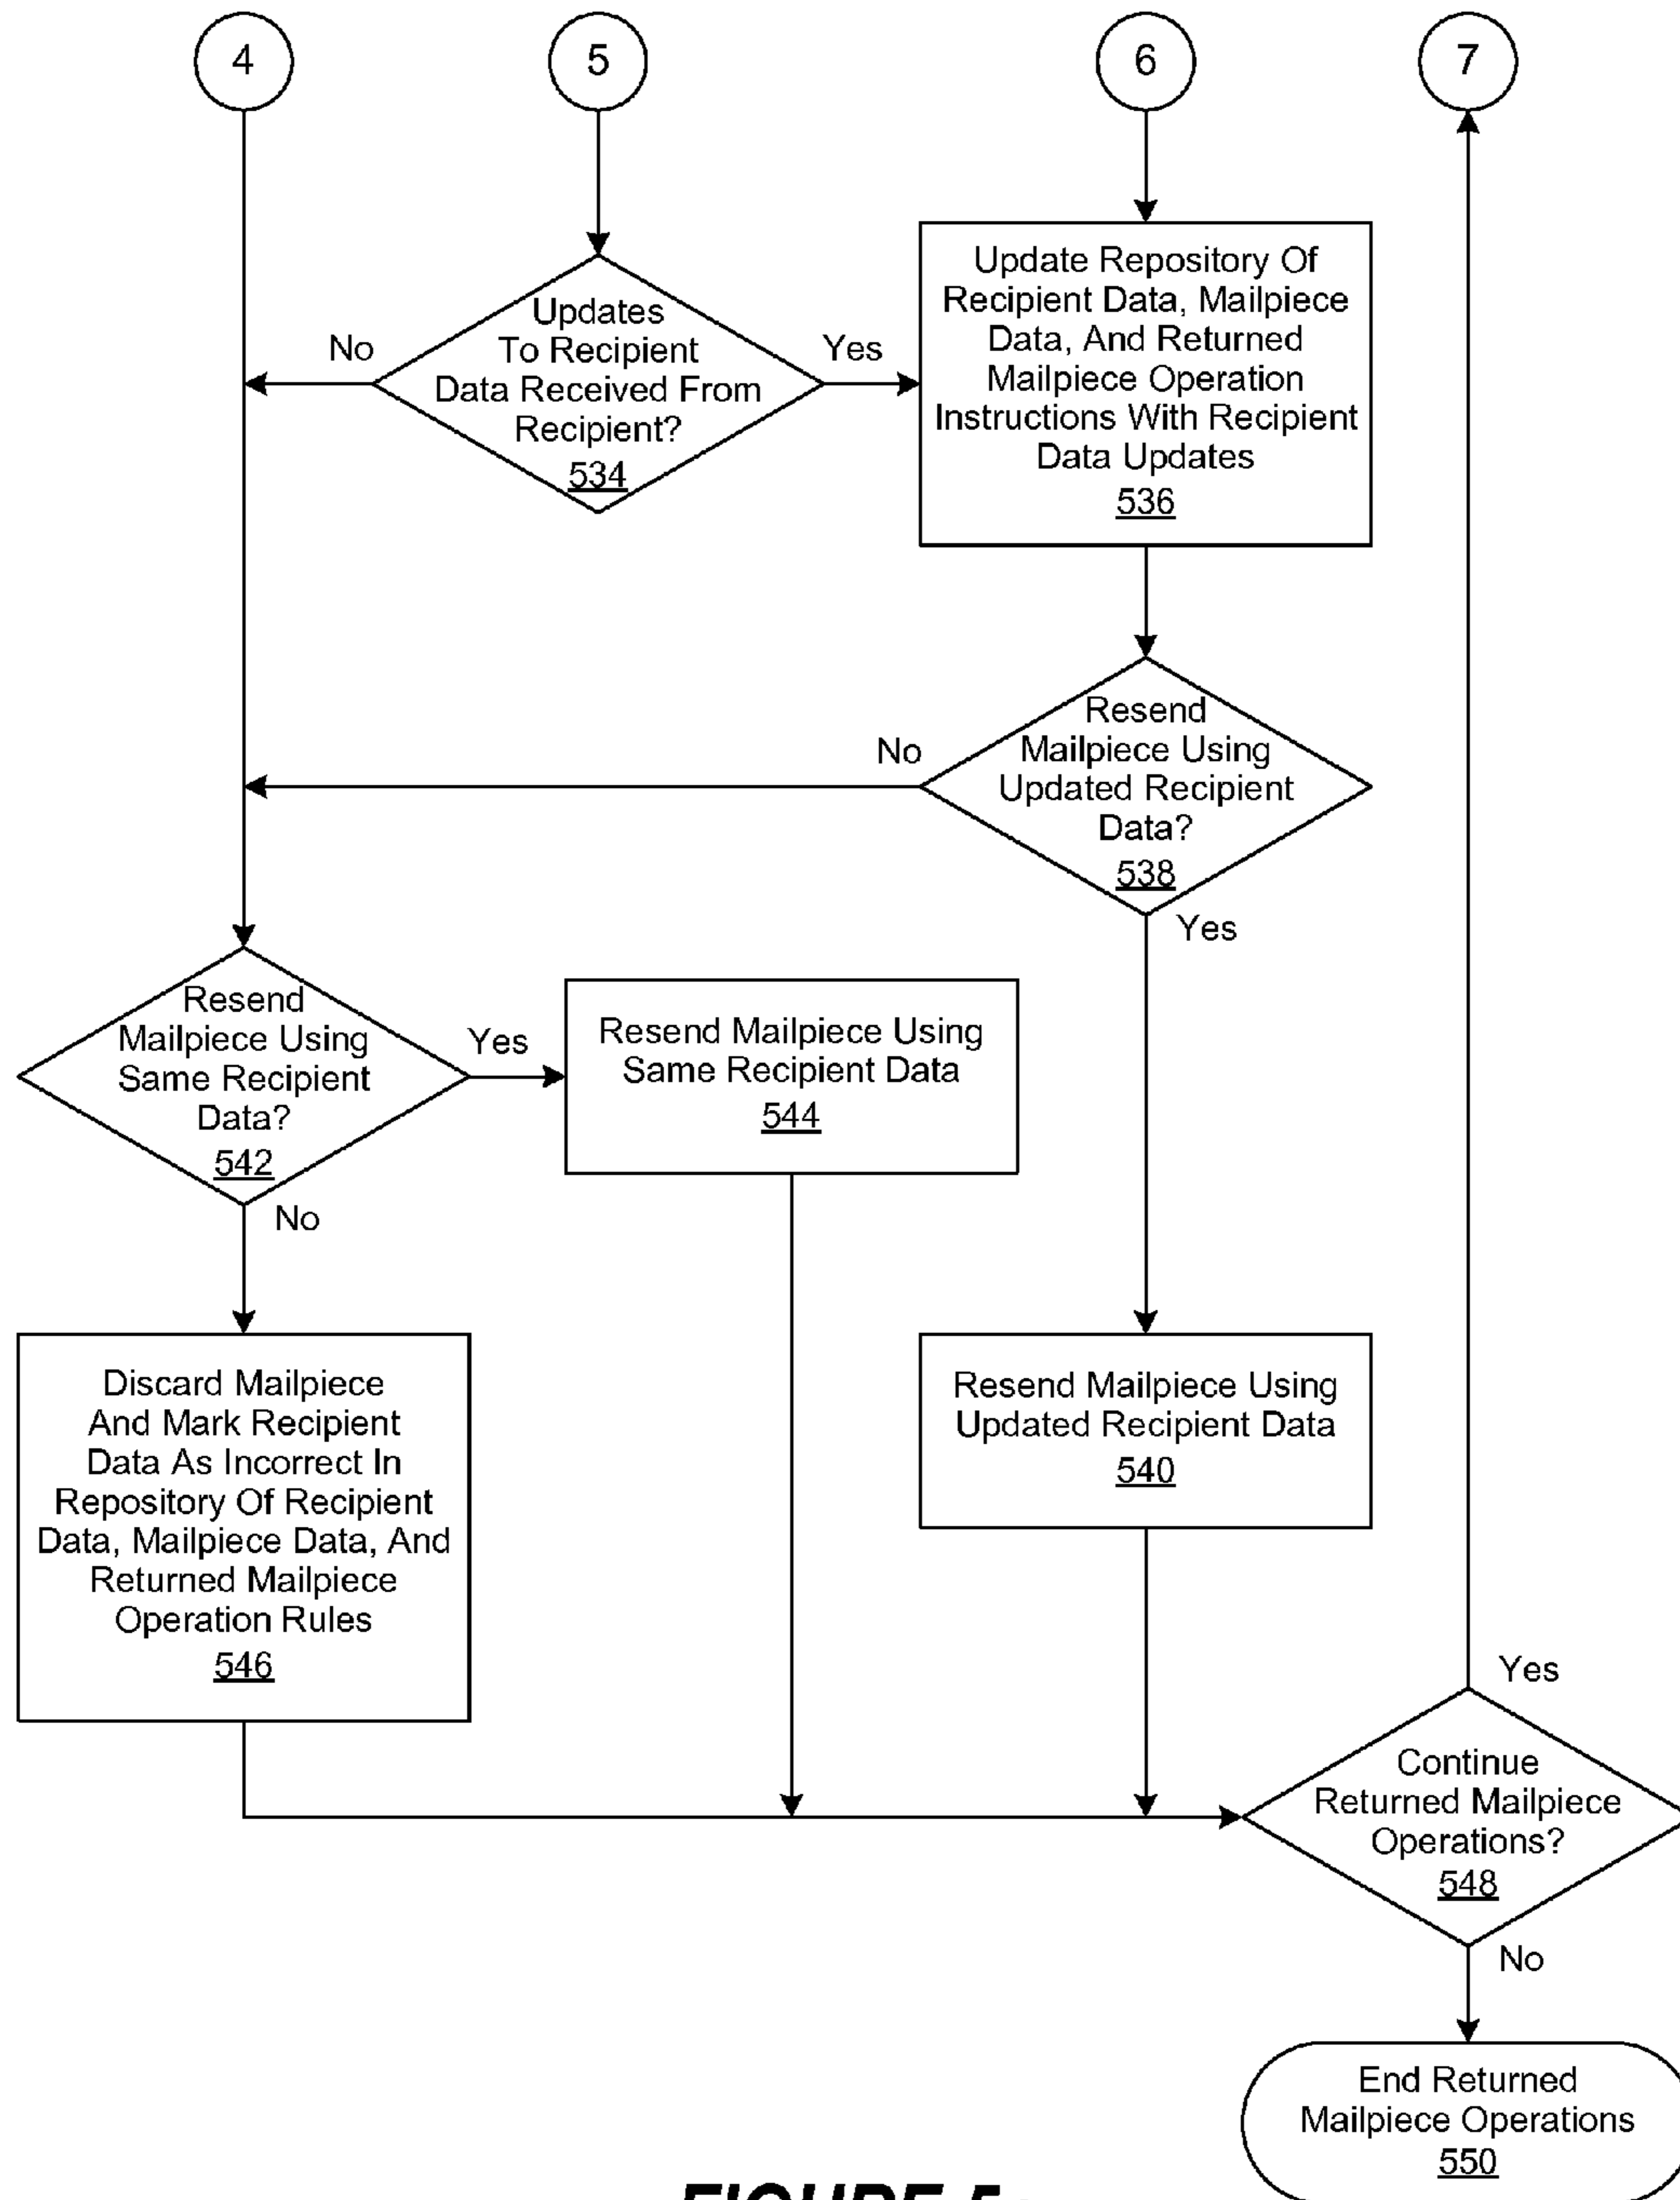 4
5
6
7
Updates
To Recipient
Data Received From
Recipient?
534
No
Yes
Update Repository Of
Recipient Data, Mailpiece
Data, And Returned
Mailpiece Operation
Instructions With Recipient
Data Updates
536
Resend
Mailpiece Using
Updated Recipient
Data?
538
No
Yes
Resend
Mailpiece Using
Same Recipient
Data?
542
Yes
No
Resend Mailpiece Using
Same Recipient Data
544
Discard Mailpiece
And Mark Recipient
Data As Incorrect In
Repository Of Recipient
Data, Mailpiece Data, And
Returned Mailpiece
Operation Rules
546
Resend Mailpiece Using
Updated Recipient Data
540
Yes
Continue
Returned Mailpiece
Operations?
548
No
End Returned
Mailpiece Operations
550
FIGURE